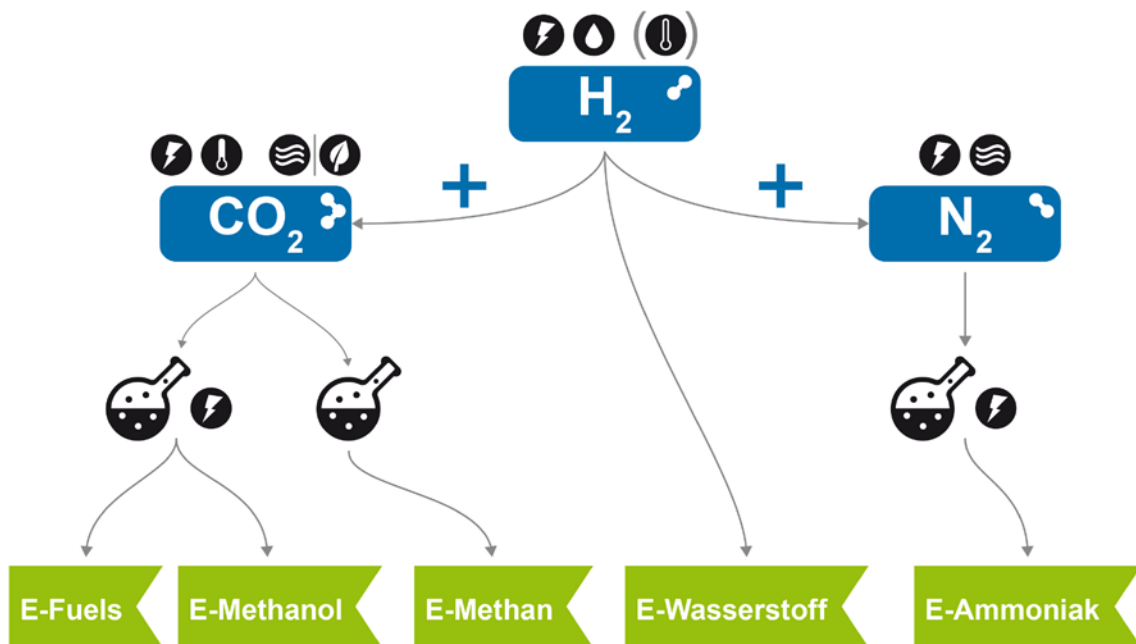 H₂
CO₂
+
+
N₂
E-Fuels
E-Methanol
E-Methan
E-Wasserstoff
E-Ammoniak